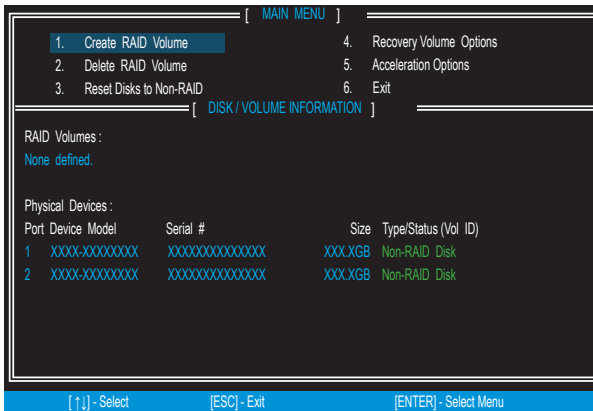 [ MAIN MENU ]
1. Create RAID Volume 4. Recovery Volume Options
2. Delete RAID Volume 5. Acceleration Options
3. Reset Disks to Non-RAID 6. Exit
[ DISK / VOLUME INFORMATION ]
RAID Volumes :
None defined.
Physical Devices :
Port Device Model Serial # Size Type/Status (Vol ID)
1 XXXX-XXXXXXXX XXXXXXXXXXXXXX XXX.XGB Non-RAID Disk
2 XXXX-XXXXXXXX XXXXXXXXXXXXXX XXX.XGB Non-RAID Disk
[ ↑↓] - Select [ESC] - Exit [ENTER] - Select Menu